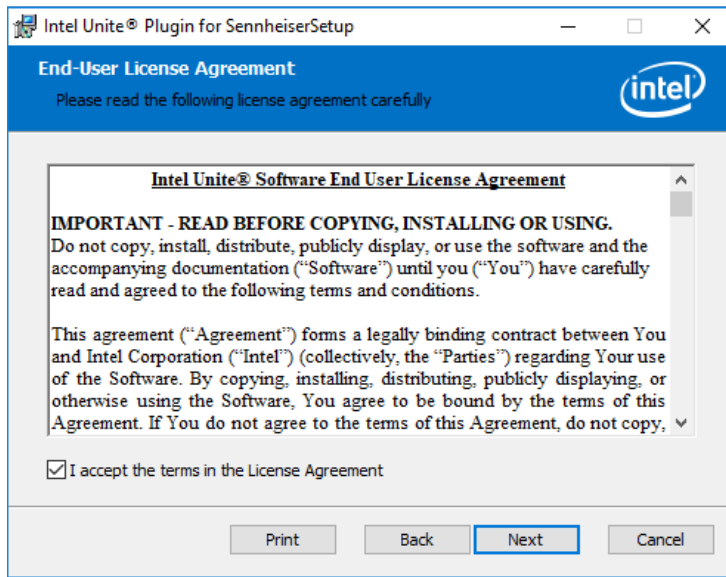 Intel Unite® Plugin for SennheiserSetup
End-User License Agreement
Please read the following license agreement carefully
intel
Intel Unite® Software End User License Agreement
IMPORTANT - READ BEFORE COPYING, INSTALLING OR USING.
Do not copy, install, distribute, publicly display, or use the software and the
accompanying documentation (“Software”) until you (“You”) have carefully
read and agreed to the following terms and conditions.
This agreement (“Agreement”) forms a legally binding contract between You
and Intel Corporation (“Intel”) (collectively, the “Parties”) regarding Your use
of the Software. By copying, installing, distributing, publicly displaying, or
otherwise using the Software, You agree to be bound by the terms of this
Agreement. If You do not agree to the terms of this Agreement, do not copy,
I accept the terms in the License Agreement
Print Back Next Cancel